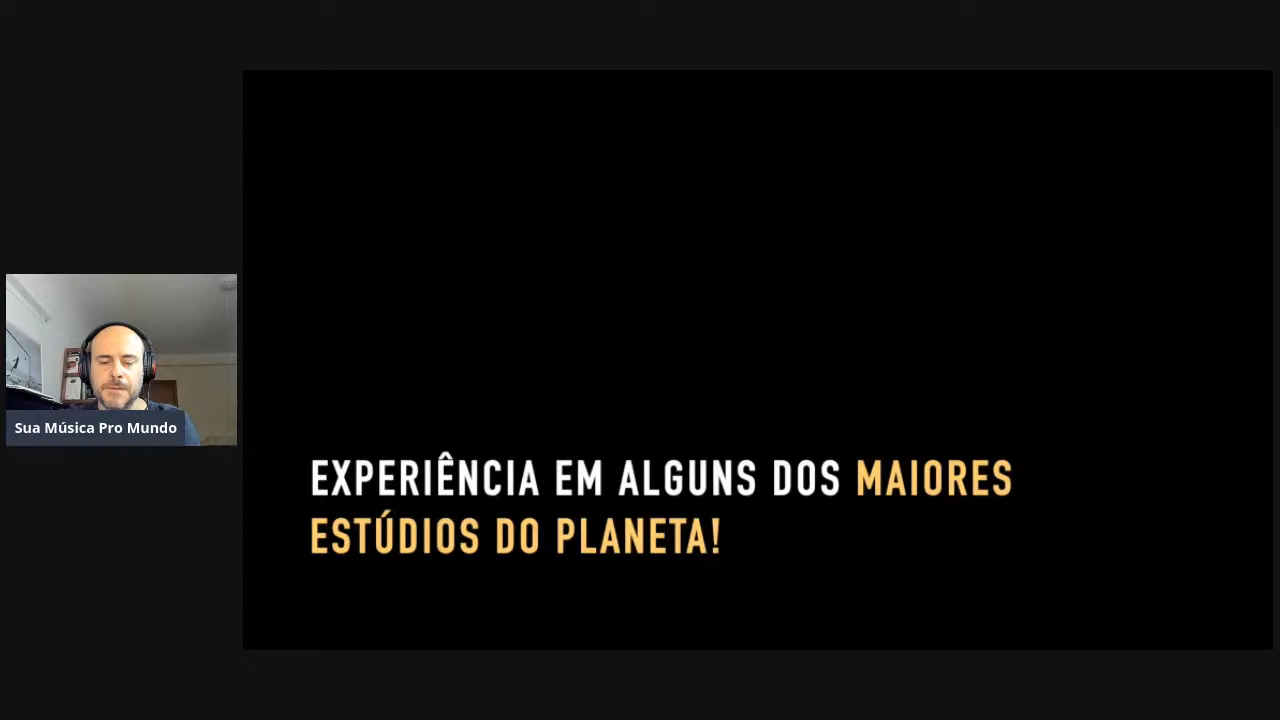 Sua Música Pro Mundo
EXPERIÊNCIA EM ALGUNS DOS MAIORES
ESTÚDIOS DO PLANETA!